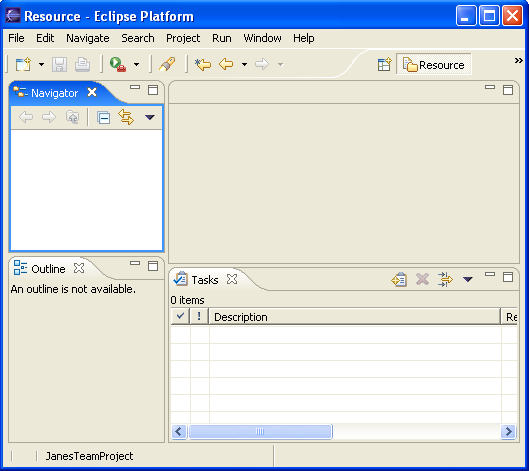 Resource - Eclipse Platform
File Edit Navigate Search Project Run Window Help
Resource »
Navigator
Outline
An outline is not available.
Tasks
0 items
! Description Re
JanesTeamProject